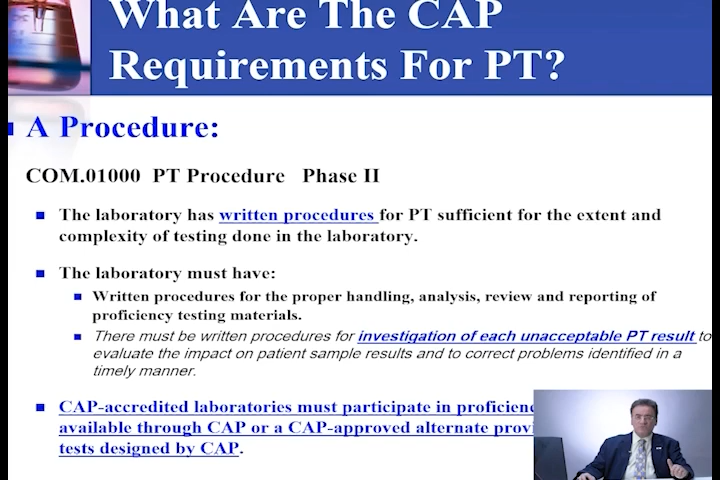 What Are The CAP
Requirements For PT?
A Procedure:
COM.01000 PT Procedure Phase II
The laboratory has written procedures for PT sufficient for the extent and
complexity of testing done in the laboratory.
The laboratory must have:
Written procedures for the proper handling, analysis, review and reporting of
proficiency testing materials.
There must be written procedures for investigation of each unacceptable PT result to
evaluate the impact on patient sample results and to correct problems identified in a
timely manner.
CAP-accredited laboratories must participate in
available through CAP or a CAP-approved alternate
tests designed by CAP.